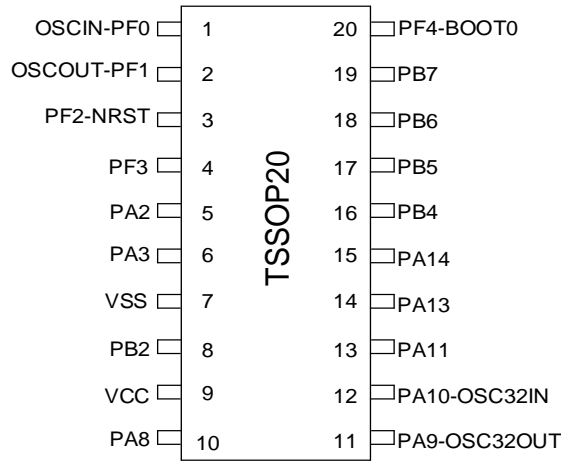 OSCIN-PF0 1 20 PF4-BOOT0
OSCOUT-PF1 2 19 PB7
PF2-NRST 3 18 PB6
PF3 4 17 PB5
PA2 5 16 PB4
PA3 6 15 PA14
VSS 7 14 PA13
PB2 8 13 PA11
VCC 9 12 PA10-OSC32IN
PA8 10 11 PA9-OSC32OUT
TSSOP20